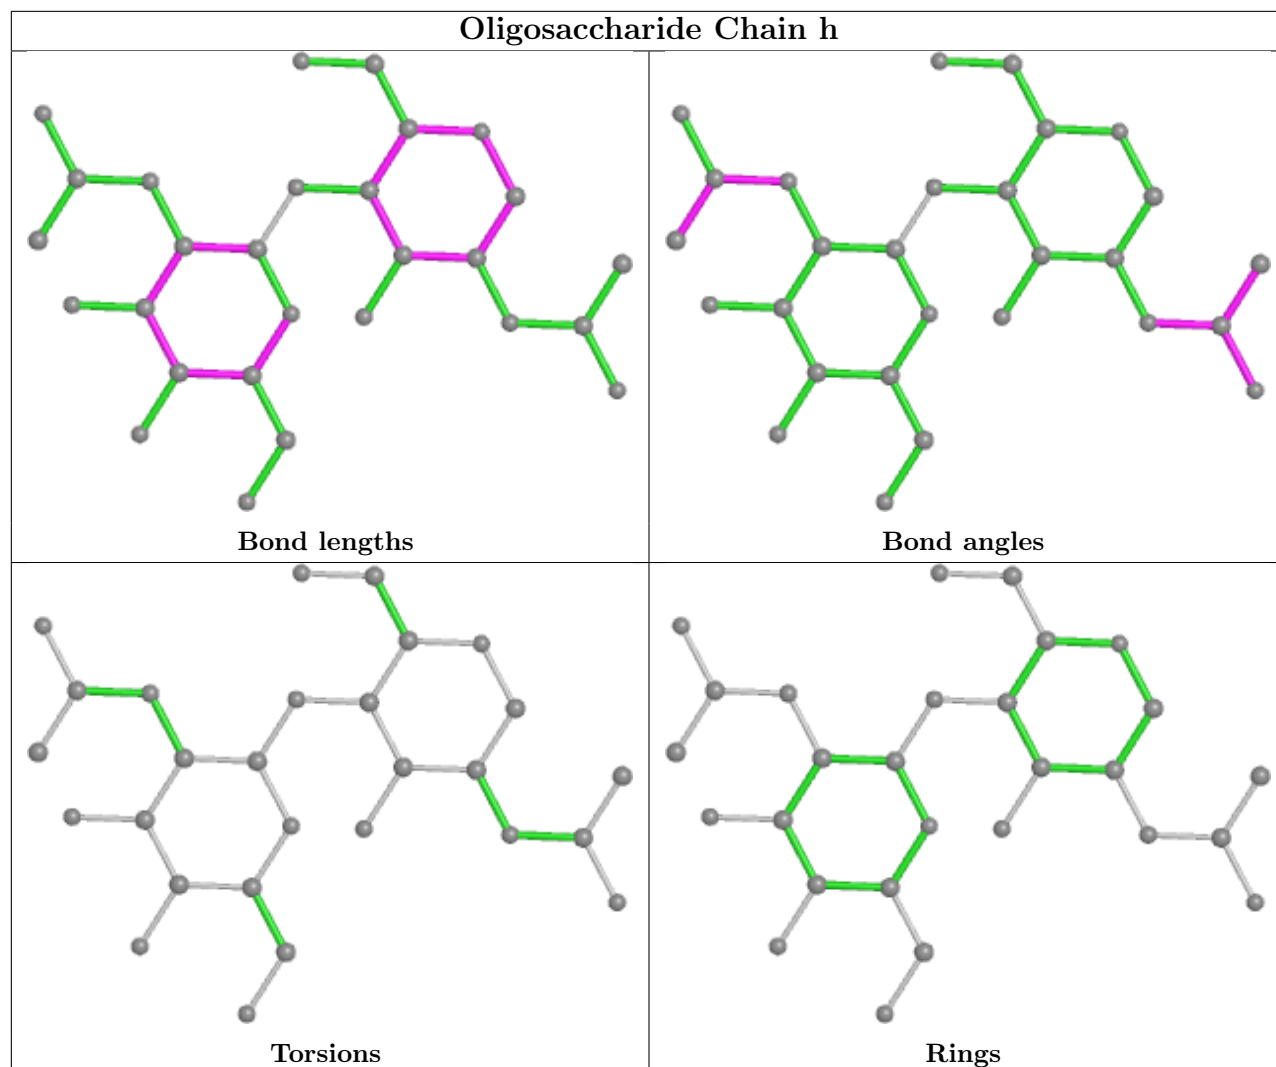 Oligosaccharide Chain h
Bond lengths
Bond angles
Torsions
Rings